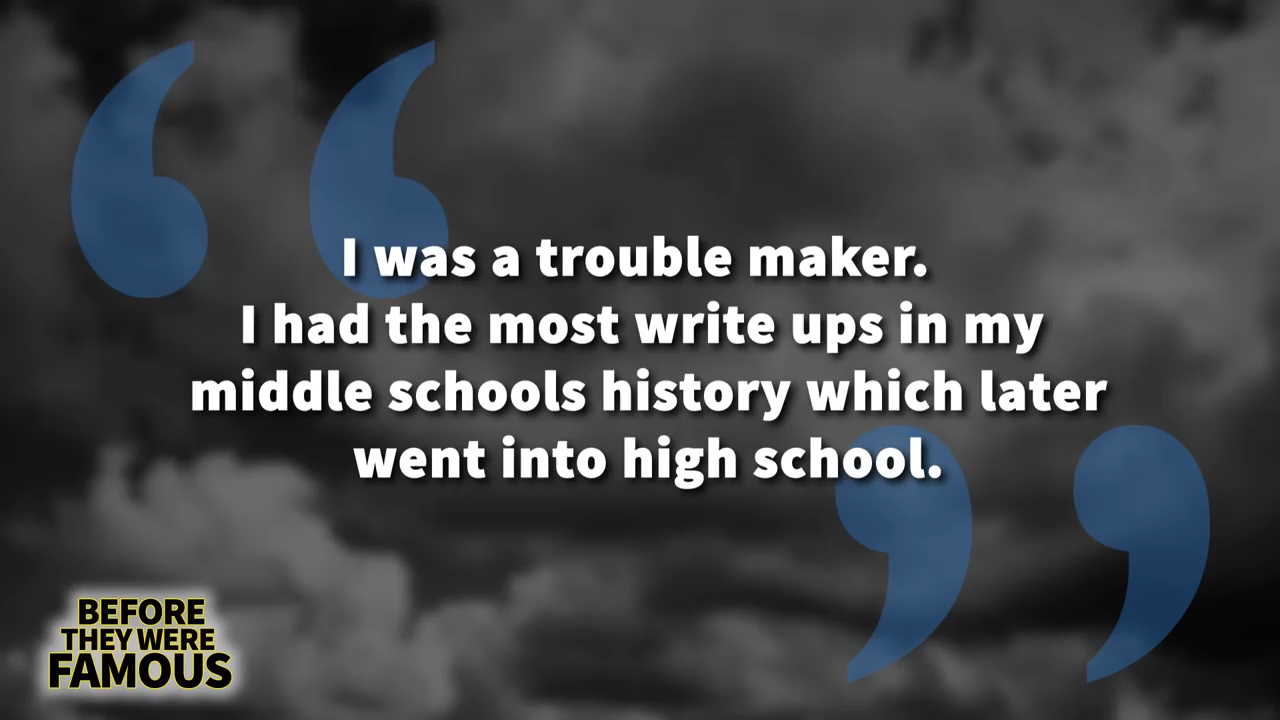 I was a trouble maker.
I had the most write ups in my
middle schools history which later
went into high school.
BEFORE
THEY WERE
FAMOUS